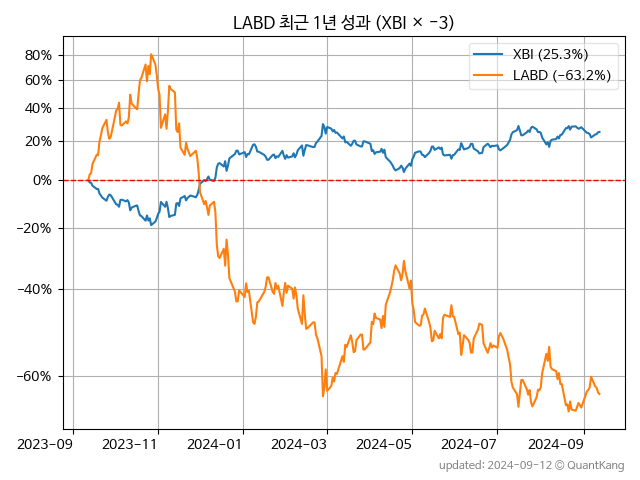 LABD 최근 1년 성과 (XBI × −3)
XBI (25.3%)
LABD (−63.2%)
80%
60%
40%
20%
0%
−20%
−40%
−60%
2023-09 2023-11 2024-01 2024-03 2024-05 2024-07 2024-09
updated: 2024-09-12 © QuantKang